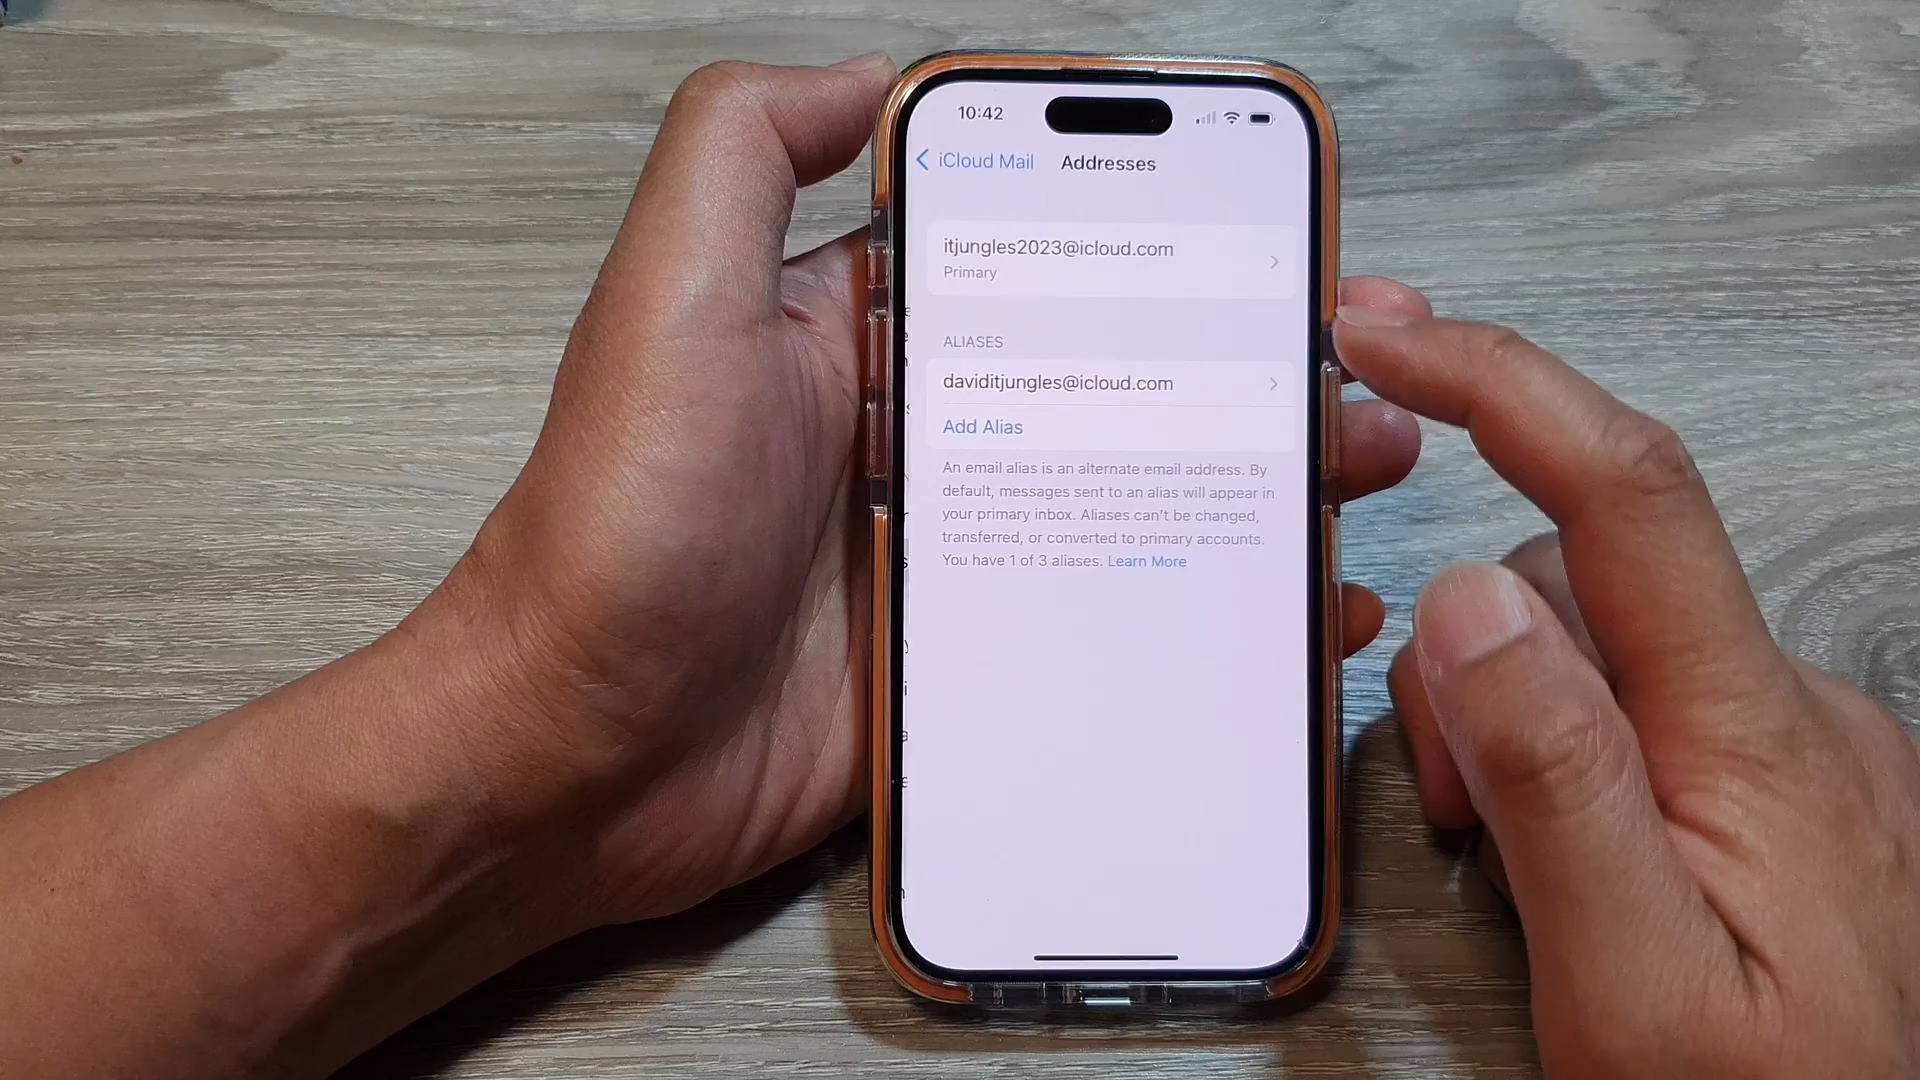 10:42
iCloud Mail Addresses
itjungles2023@icloud.com
Primary
ALIASES
daviditjungles@icloud.com
Add Alias
An email alias is an alternate email address. By
default, messages sent to an alias will appear in
your primary inbox. Aliases can't be changed,
transferred, or converted to primary accounts.
You have 1 of 3 aliases. Learn More